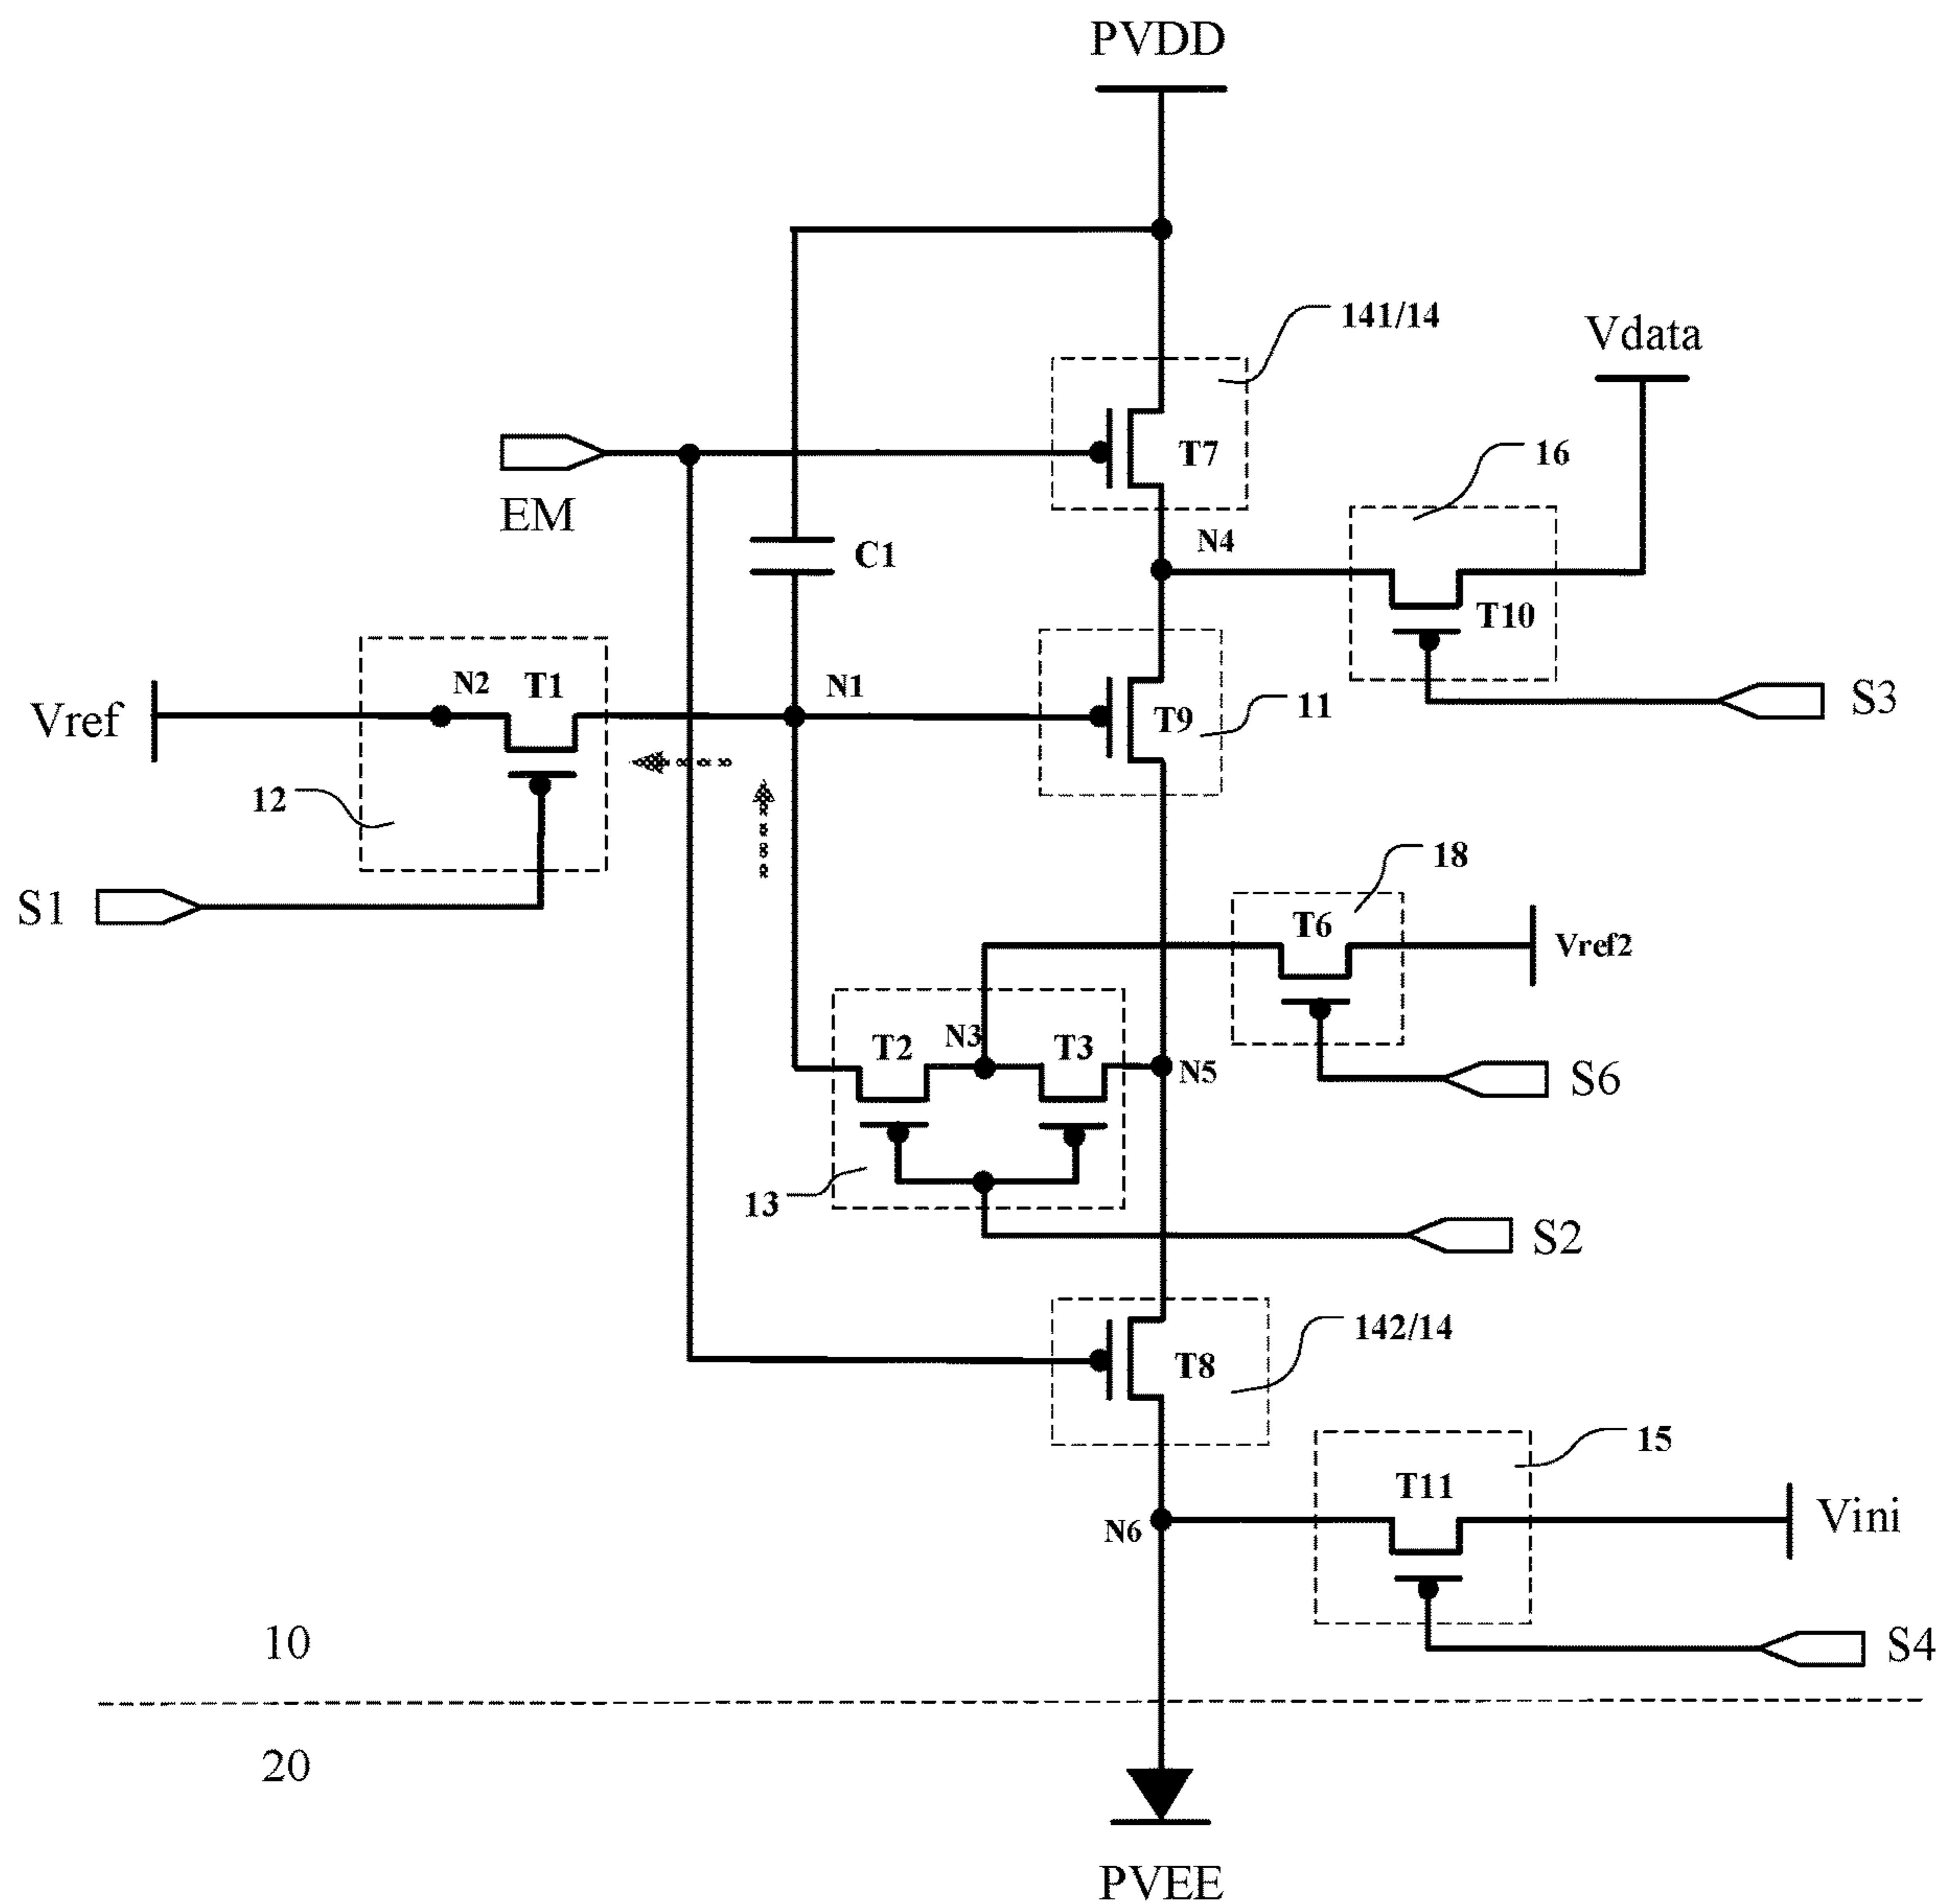 PVDD
141/14
Vdata
EM
T7
16
C1
N4
T10
N2
T1
N1
Vref
T9
11
S3
12
S1
18
T6
Vref2
T2
N3
T3
N5
S6
13
S2
142/14
T8
15
T11
N6
Vini
10
S4
20
PVEE